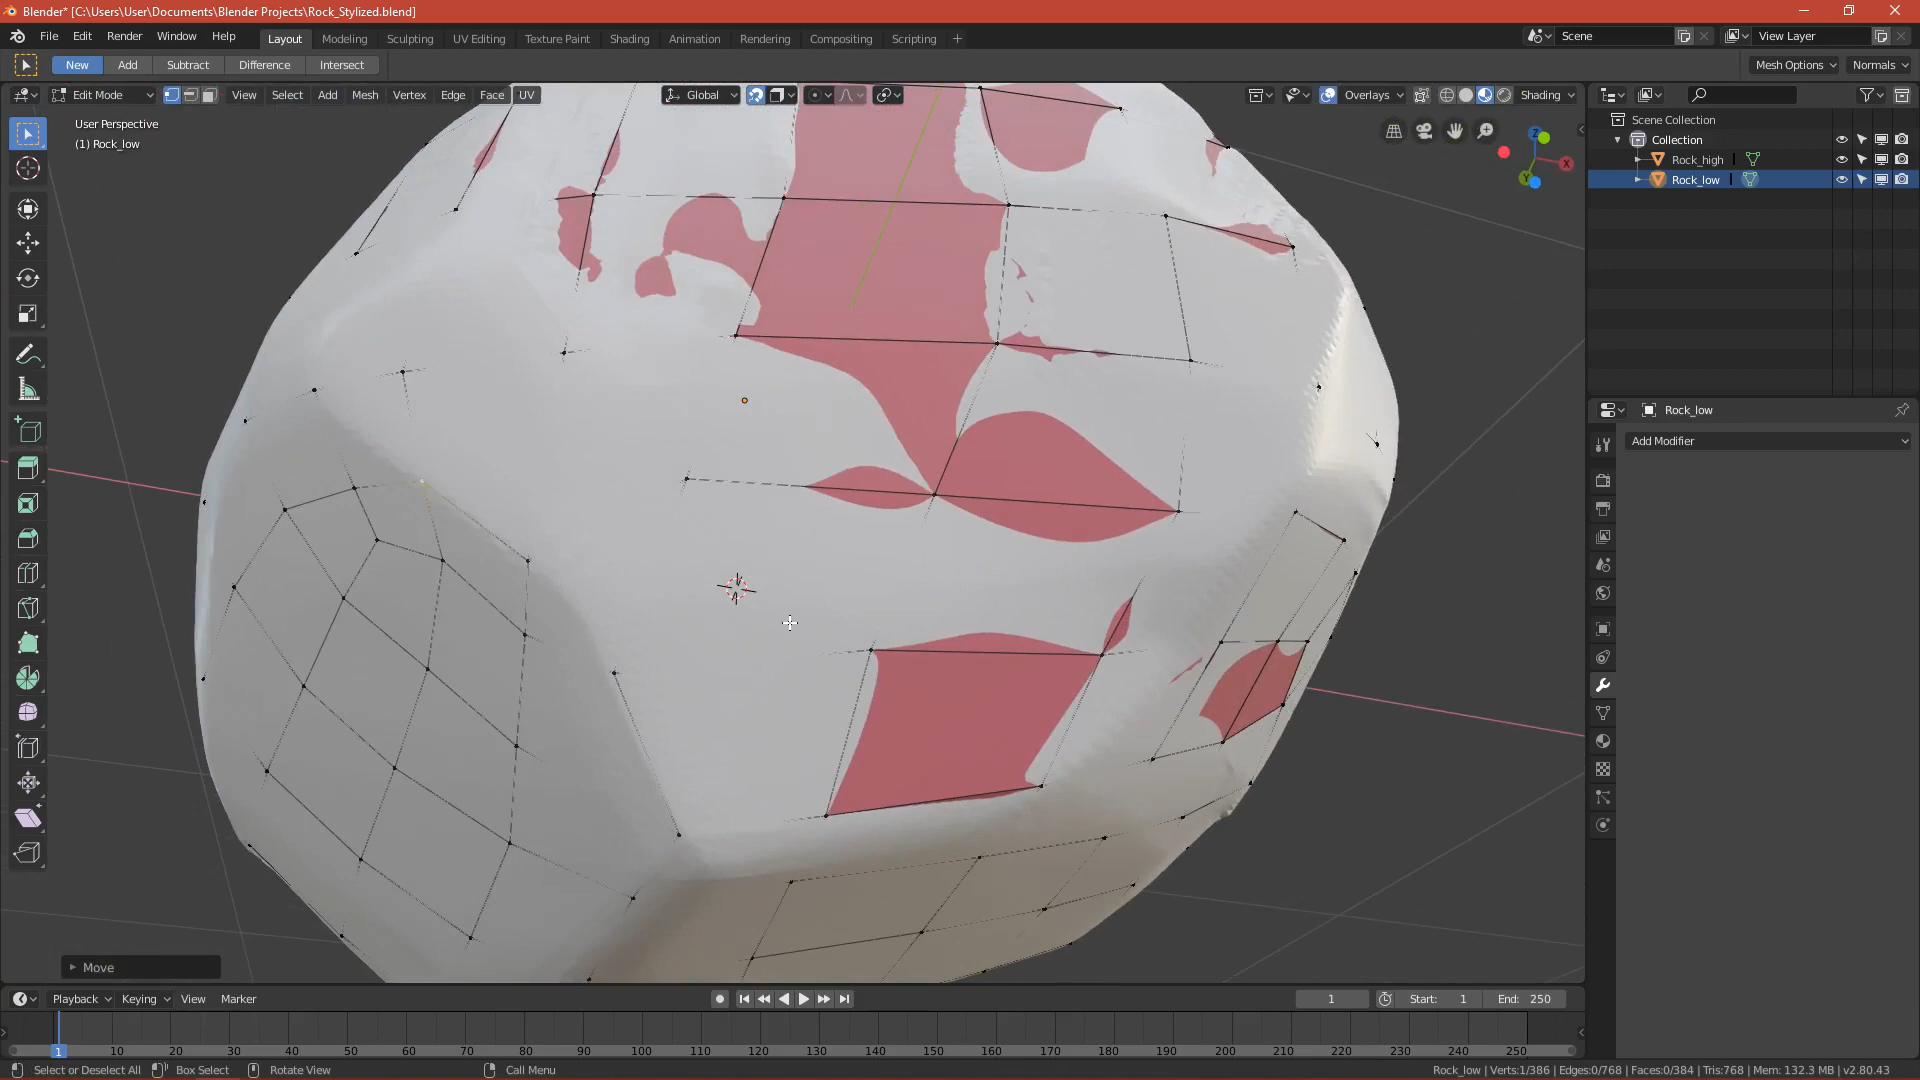 Blender* [C:\Users\User\Documents\Blender Projects\Rock_Stylized.blend]
File Edit Render Window Help Layout Modeling Sculpting UV Editing Texture Paint Shading Animation Rendering Compositing Scripting + Scene View Layer
New Add Subtract Difference Intersect Mesh Options Normals
Edit Mode View Select Add Mesh Vertex Edge Face UV Global Overlays Shading
User Perspective
(1) Rock_low
Z
X
Y
Scene Collection
Collection
Rock_high
Rock_low
Rock_low
Add Modifier
Move
Playback Keying View Marker 1 Start: 1 End: 250
1 10 20 30 40 50 60 70 80 90 100 110 120 130 140 150 160 170 180 190 200 210 220 230 240 250
Select or Deselect All Box Select Rotate View Call Menu Rock_low | Verts:1/386 | Edges:0/768 | Faces:0/384 | Tris:768 | Mem: 132.3 MB | v2.80.43